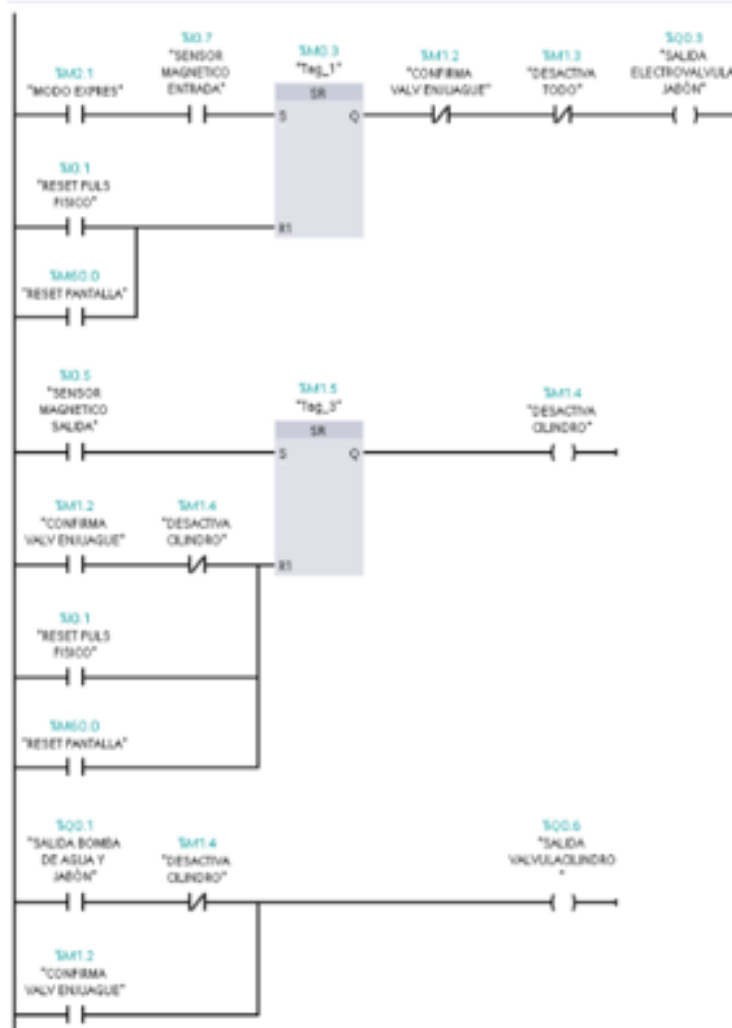 %I0.7
%M0.3
%M1.2
%M1.3
%Q0.3
"SENSOR
"Tag_1"
"CONFIRMA
"DESACTIVA
"SALIDA
%M2.1
MAGNETICO
SR
VALV ENJUAGUE"
TODO"
ELECTROVALVULA
"MODO EXPRES"
ENTRADA"
JABÓN"
S
Q
%I0.1
"RESET PULS
FISICO"
R1
%M60.0
"RESET PANTALLA"
%I0.5
"SENSOR
MAGNETICO
SALIDA"
%M1.5
"Tag_3"
%M1.4
"DESACTIVA
CILINDRO"
SR
S
Q
%M1.2
"CONFIRMA
VALV ENJUAGUE"
%M1.4
"DESACTIVA
CILINDRO"
R1
%I0.1
"RESET PULS
FISICO"
%M60.0
"RESET PANTALLA"
%Q0.1
"SALIDA BOMBA
DE AGUA Y
JABÓN"
%M1.4
"DESACTIVA
CILINDRO"
%Q0.6
"SALIDA
VALVULACILINDRO
"
%M1.2
"CONFIRMA
VALV ENJUAGUE"